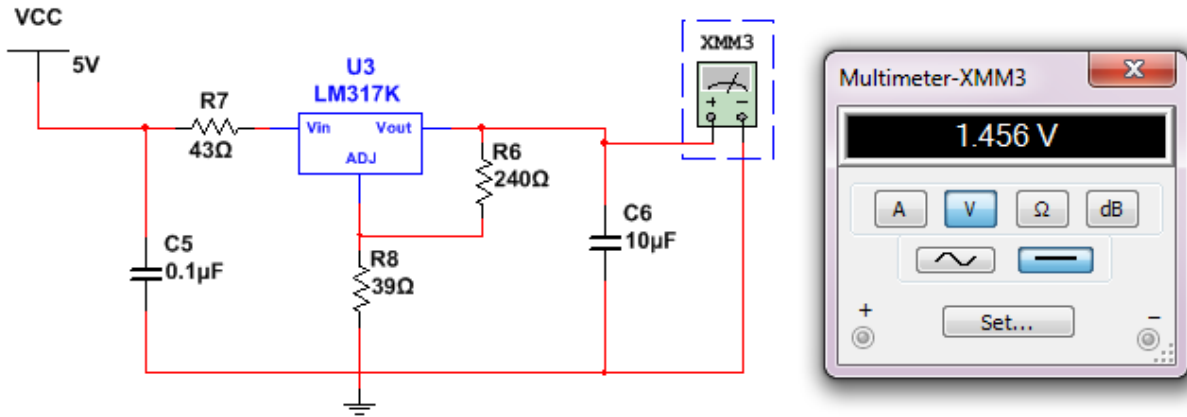 VCC
5V
R7
43Ω
U3
LM317K
Vin
Vout
ADJ
R6
240Ω
R8
39Ω
C5
0.1µF
C6
10µF
XMM3
+ −
Multimeter-XMM3
X
1.456 V
A V Ω dB
+
Set...
−